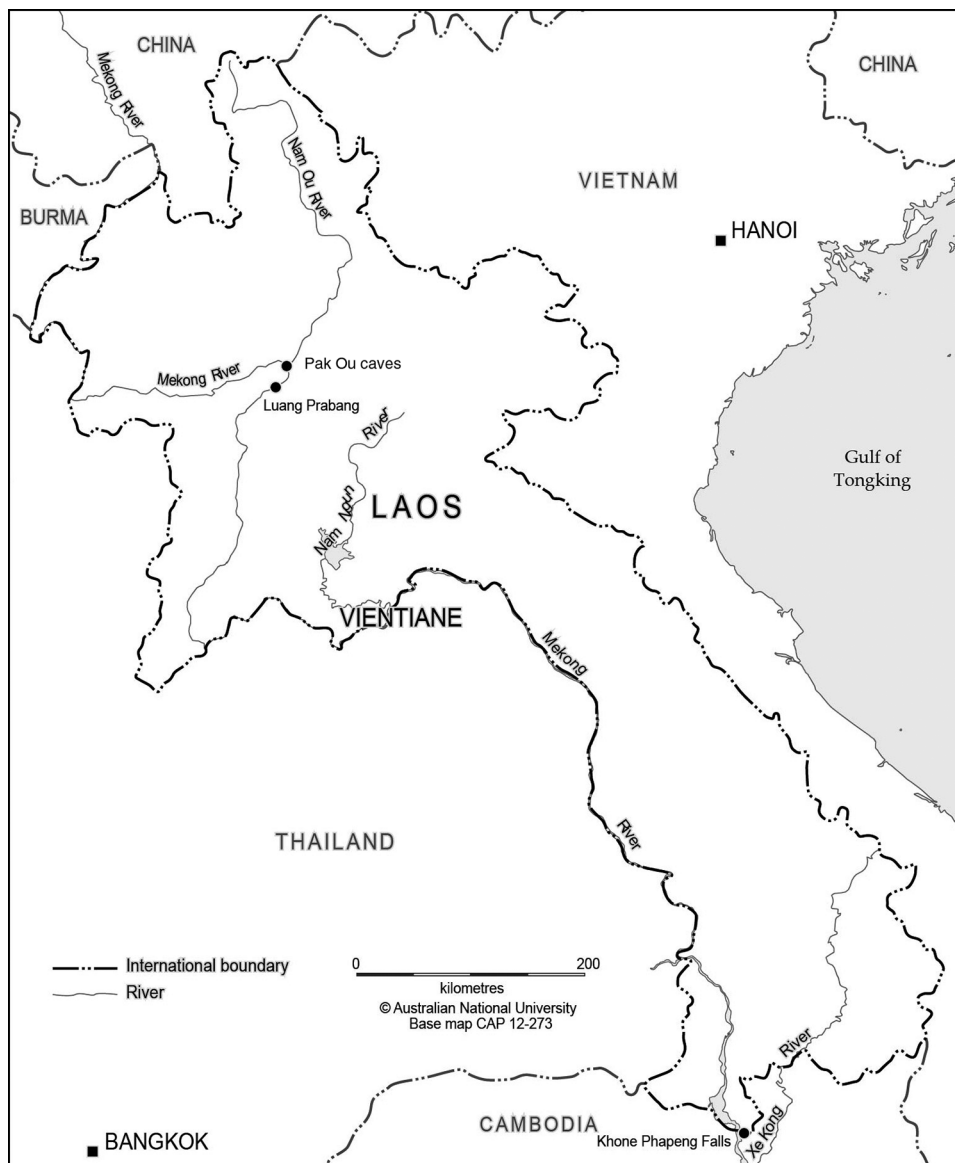 CHINA
CHINA
Mekong River
Nam Ou River
VIETNAM
BURMA
HANOI
Pak Ou caves
Mekong River
Luang Prabang
River
Gulf of
Tongking
LAOS
Nam Ngun
VIENTIANE
Mekong
River
THAILAND
International boundary
River
0 200
kilometres
© Australian National University
Base map CAP 12-273
River
CAMBODIA
Khone Phapeng Falls
Xe Kong
BANGKOK